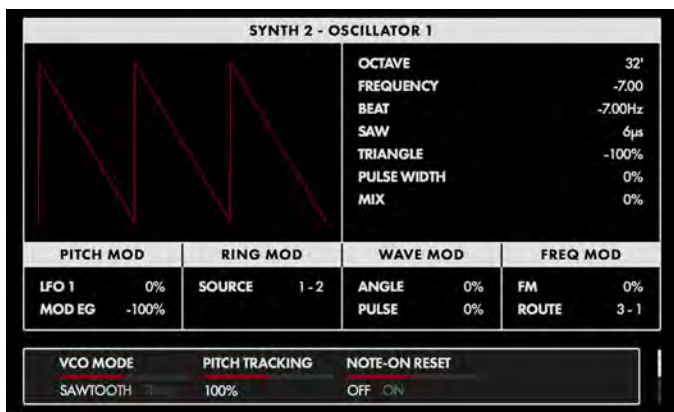 SYNTH 2 - OSCILLATOR 1
OCTAVE 32'
FREQUENCY -7.00
BEAT -7.00Hz
SAW 6µs
TRIANGLE -100%
PULSE WIDTH 0%
MIX 0%
PITCH MOD RING MOD WAVE MOD FREQ MOD
LFO 1 0% SOURCE 1 - 2 ANGLE 0% FM 0%
MOD EG -100% PULSE 0% ROUTE 3 - 1
VCO MODE PITCH TRACKING NOTE-ON RESET
SAWTOOTH 100% OFF ON